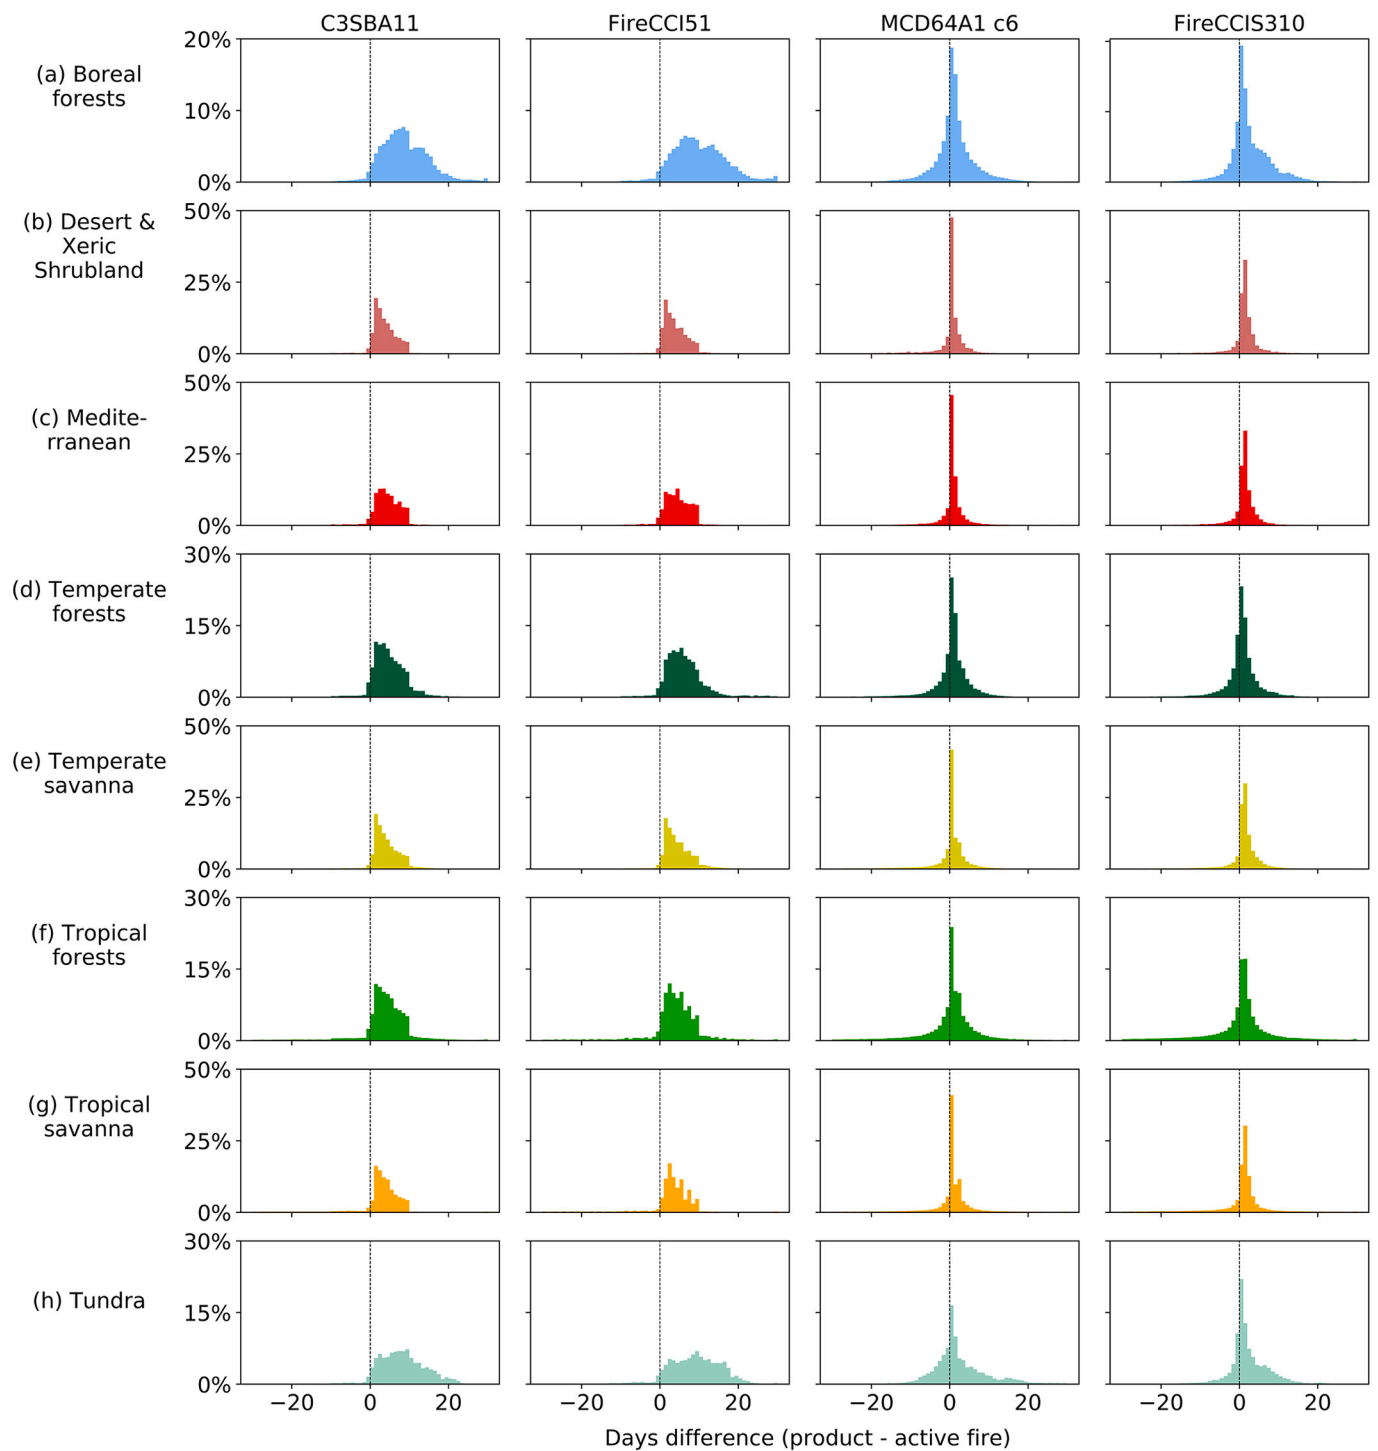 C3SBA11 FireCCI51 MCD64A1 c6 FireCCIS310
(a) Boreal
forests
20%
10%
0%
(b) Desert &
Xeric
Shrubland
50%
25%
0%
(c) Medite-
rranean
50%
25%
0%
(d) Temperate
forests
30%
15%
0%
(e) Temperate
savanna
50%
25%
0%
(f) Tropical
forests
30%
15%
0%
(g) Tropical
savanna
50%
25%
0%
(h) Tundra
30%
15%
0%
−20 0 20 −20 0 20 −20 0 20 −20 0 20
Days difference (product - active fire)